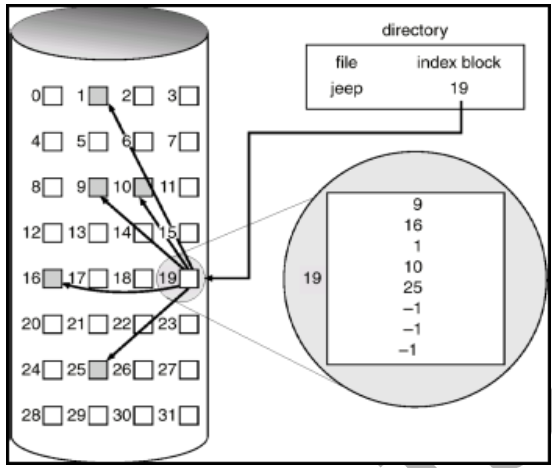 directory
file index block
jeep 19
0 1 2 3
4 5 6 7
8 9 10 11
12 13 14 15
16 17 18 19
20 21 22 23
24 25 26 27
28 29 30 31
19
9
16
1
10
25
-1
-1
-1